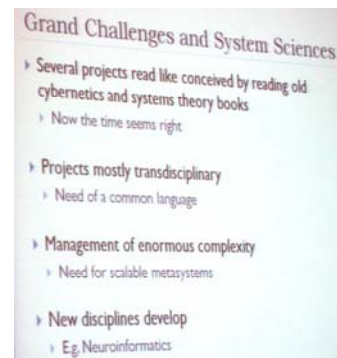 Grand Challenges and System Sciences
Several projects read like conceived by reading old
cybernetics and systems theory books
Now the time seems right
Projects mostly transdisciplinary
Need of a common language
Management of enormous complexity
Need for scalable metasystems
New disciplines develop
E.g. Neuroinformatics